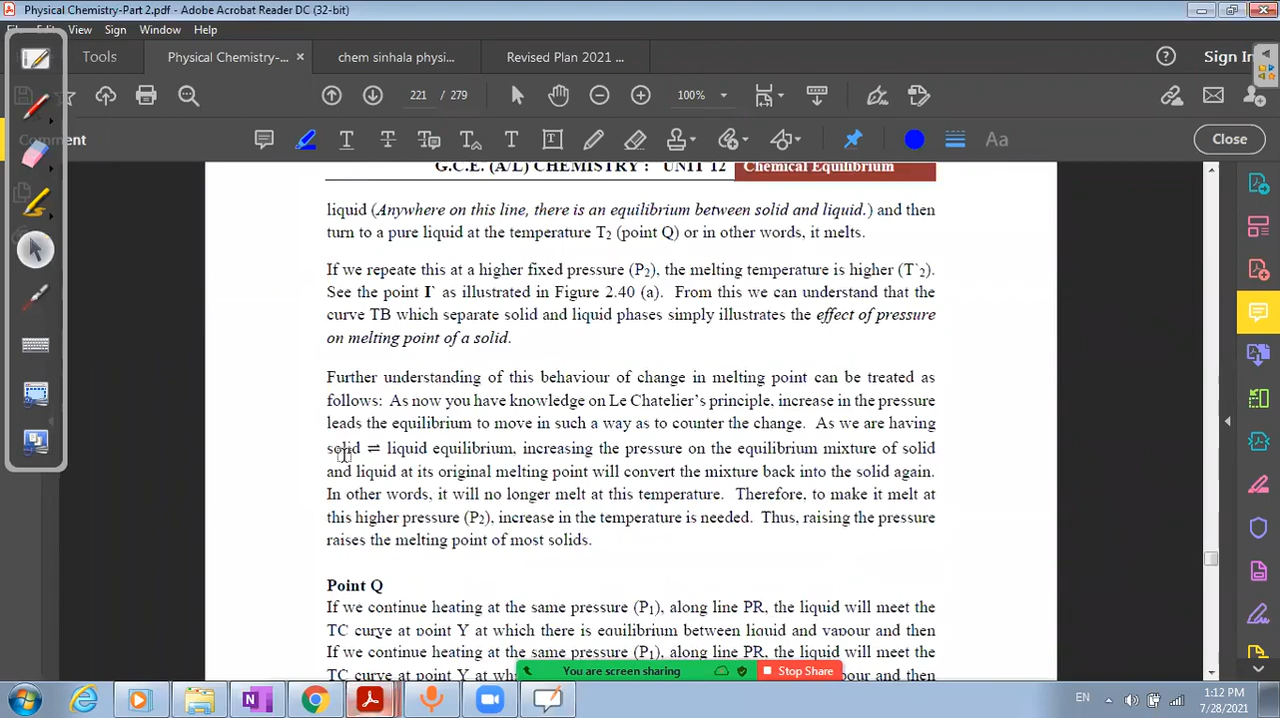 Physical Chemistry-Part 2.pdf - Adobe Acrobat Reader DC (32-bit)
View Sign Window Help
Tools Physical Chemistry-... × chem sinhala physi... Revised Plan 2021 ... Sign In
221 / 279 100%
Comment Close
G.C.E. (A/L) CHEMISTRY : UNIT 12 Chemical Equilibrium
liquid (Anywhere on this line, there is an equilibrium between solid and liquid.) and then
turn to a pure liquid at the temperature T2 (point Q) or in other words, it melts.
If we repeate this at a higher fixed pressure (P2), the melting temperature is higher (T`2).
See the point I` as illustrated in Figure 2.40 (a). From this we can understand that the
curve TB which separate solid and liquid phases simply illustrates the effect of pressure
on melting point of a solid.
Further understanding of this behaviour of change in melting point can be treated as
follows: As now you have knowledge on Le Chatelier's principle, increase in the pressure
leads the equilibrium to move in such a way as to counter the change. As we are having
solid ⇌ liquid equilibrium, increasing the pressure on the equilibrium mixture of solid
and liquid at its original melting point will convert the mixture back into the solid again.
In other words, it will no longer melt at this temperature. Therefore, to make it melt at
this higher pressure (P2), increase in the temperature is needed. Thus, raising the pressure
raises the melting point of most solids.
Point Q
If we continue heating at the same pressure (P1), along line PR, the liquid will meet the
TC curve at point Y at which there is equilibrium between liquid and vapour and then
If we continue heating at the same pressure (P1), along line PR, the liquid will meet the
TC curve at point Y at wh
pour and then
You are screen sharing Stop Share
EN 1:12 PM
7/28/2021